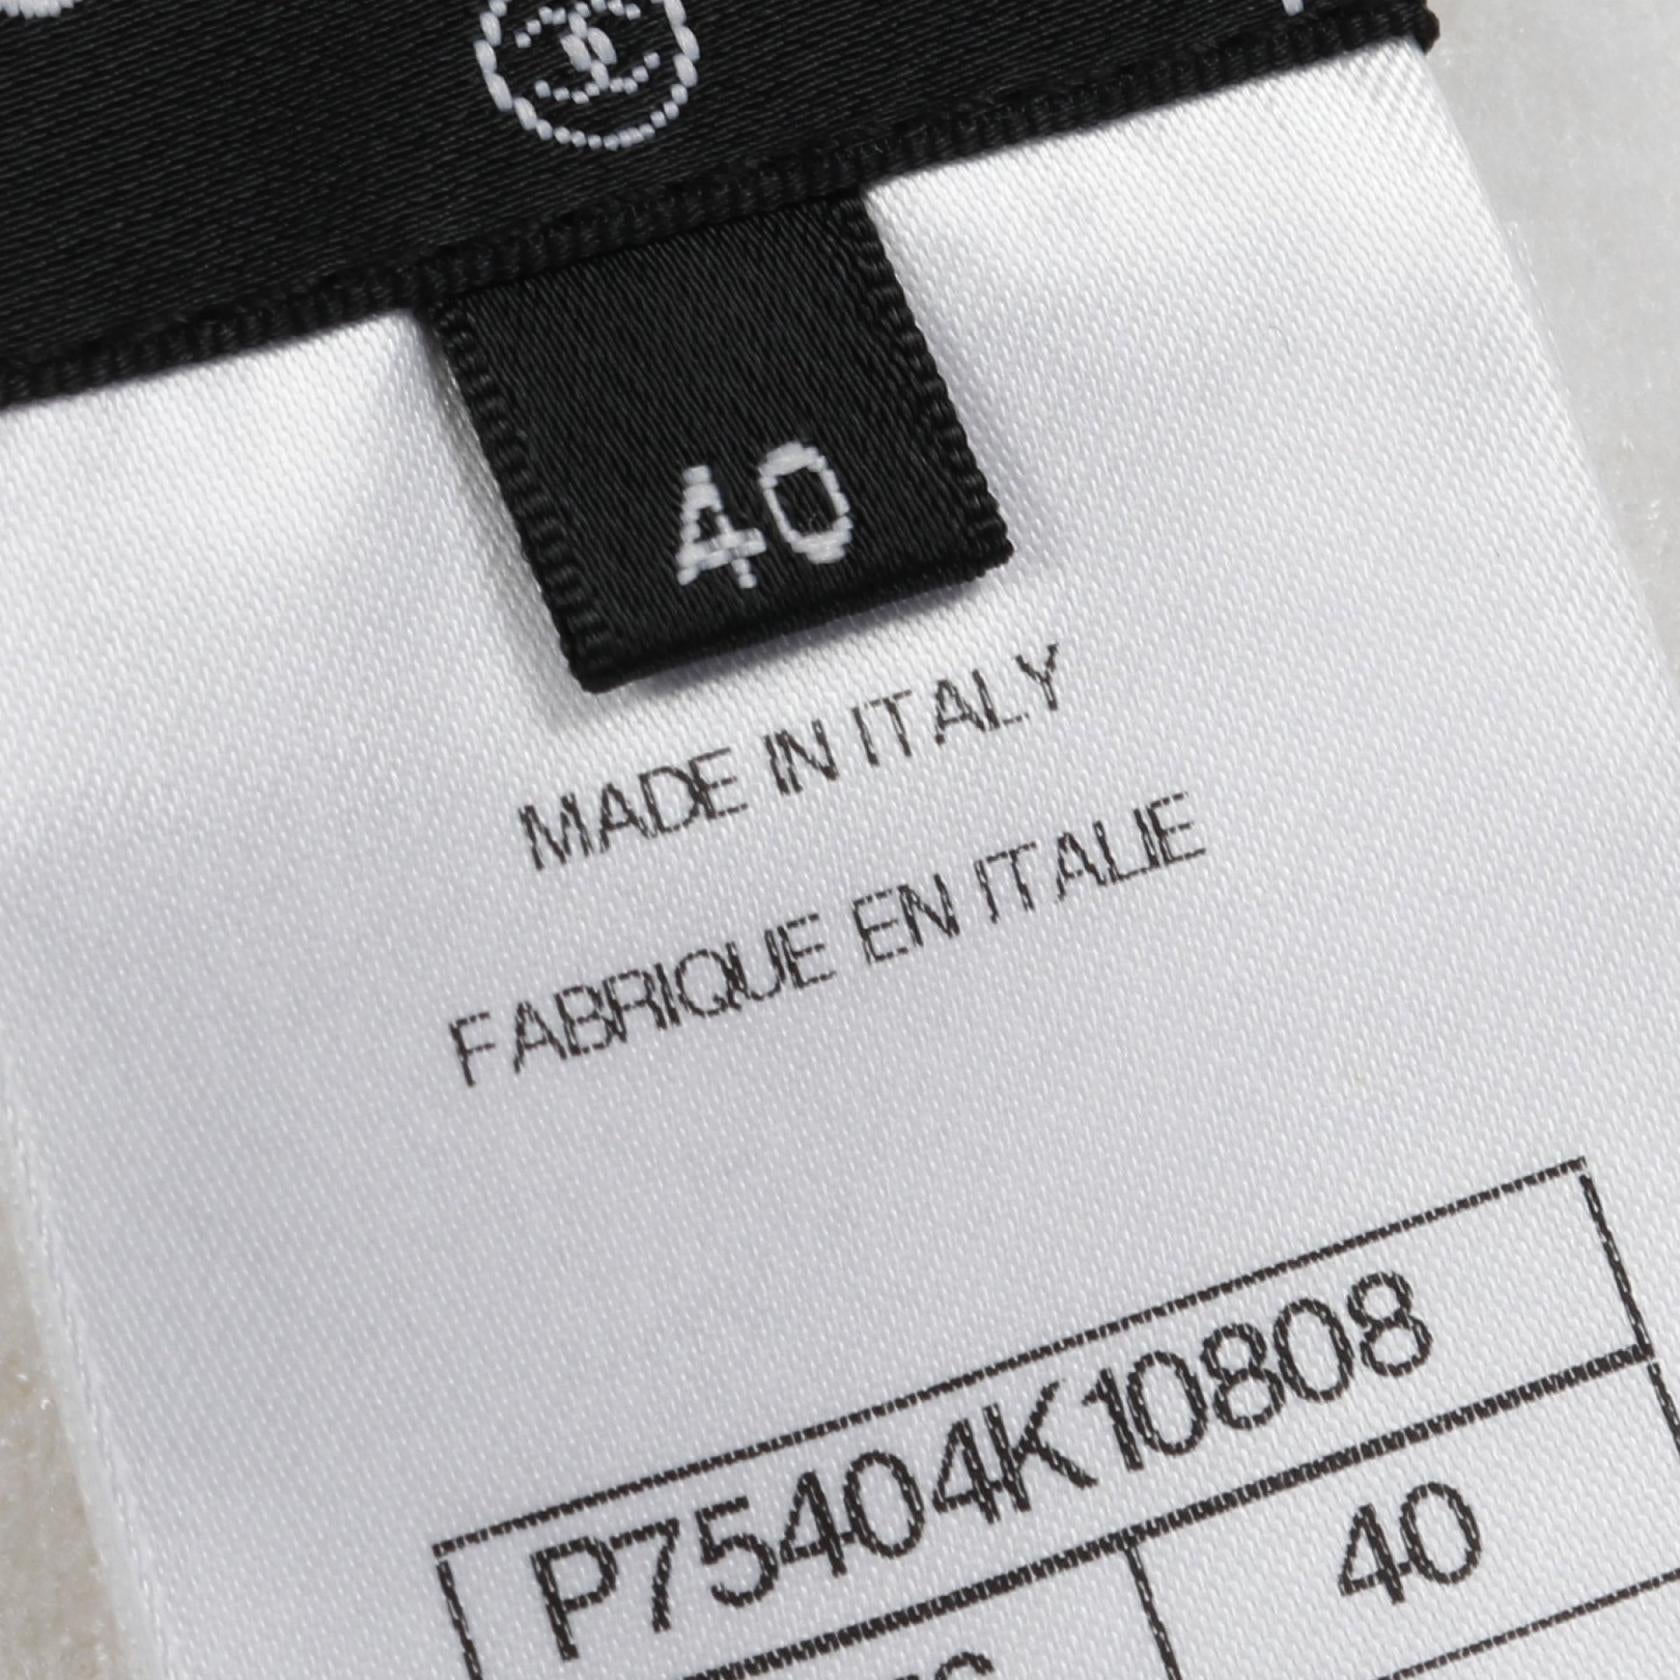 40
MADE IN ITALY
FABRIQUE EN ITALIE
P75404K10808
40